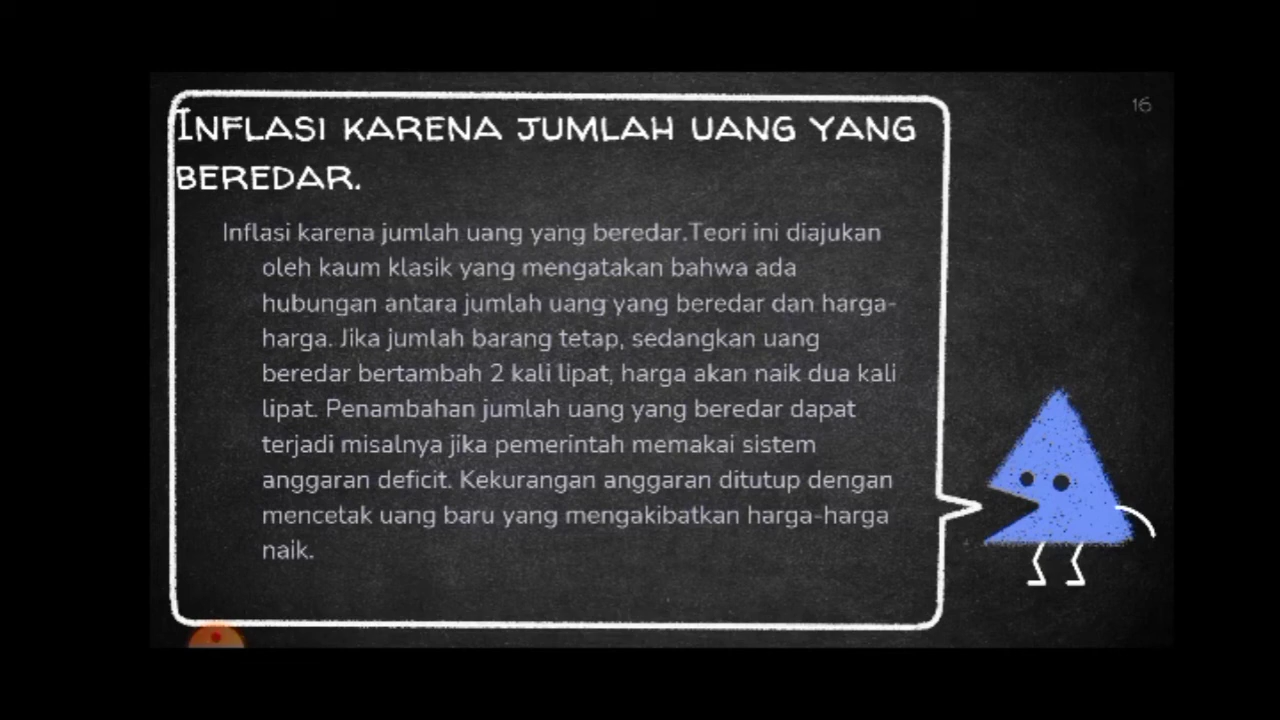 16
INFLASI KARENA JUMLAH UANG YANG
BEREDAR.
Inflasi karena jumlah uang yang beredar.Teori ini diajukan
oleh kaum klasik yang mengatakan bahwa ada
hubungan antara jumlah uang yang beredar dan harga-
harga. Jika jumlah barang tetap, sedangkan uang
beredar bertambah 2 kali lipat, harga akan naik dua kali
lipat. Penambahan jumlah uang yang beredar dapat
terjadi misalnya jika pemerintah memakai sistem
anggaran deficit. Kekurangan anggaran ditutup dengan
mencetak uang baru yang mengakibatkan harga-harga
naik.